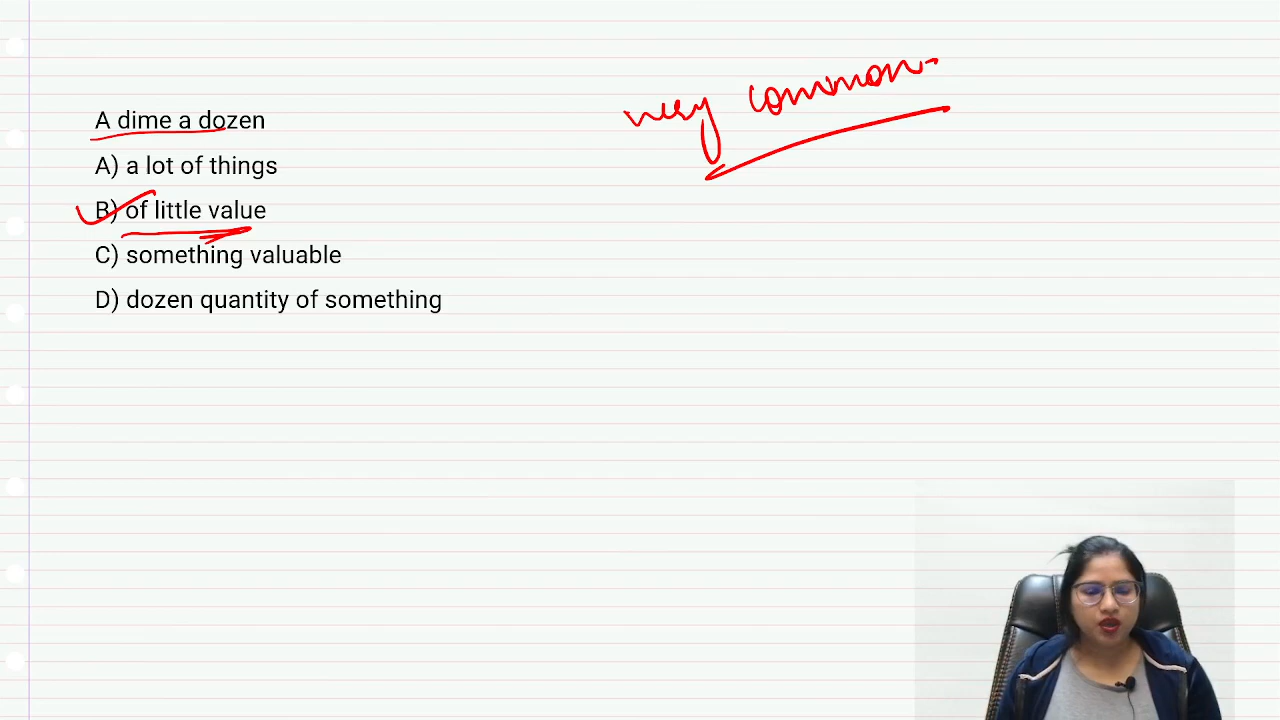 very common
A dime a dozen
A) a lot of things
B) of little value
C) something valuable
D) dozen quantity of something